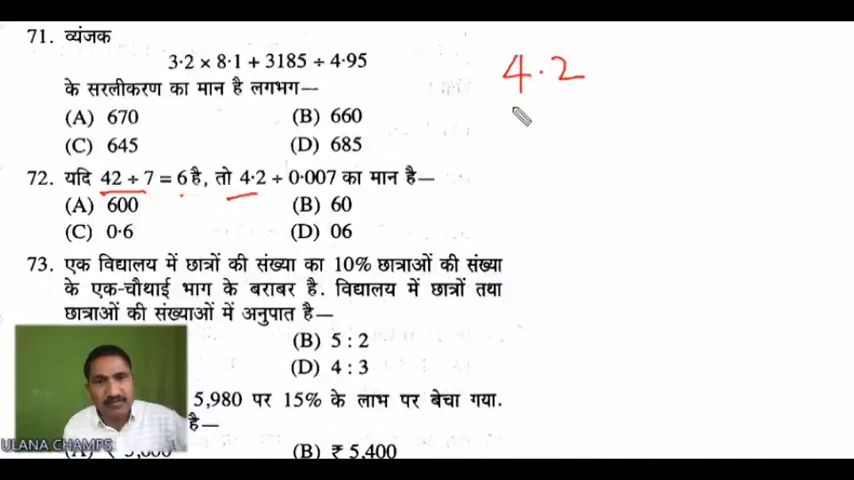 71. व्यंजक
3·2 × 8·1 + 3185 ÷ 4·95
के सरलीकरण का मान है लगभग—
(A) 670 (B) 660
(C) 645 (D) 685
4·2
72. यदि 42 ÷ 7 = 6 है, तो 4·2 ÷ 0·007 का मान है—
(A) 600 (B) 60
(C) 0·6 (D) 06
73. एक विद्यालय में छात्रों की संख्या का 10% छात्राओं की संख्या
के एक-चौथाई भाग के बराबर है. विद्यालय में छात्रों तथा
छात्राओं की संख्याओं में अनुपात है—
(B) 5 : 2
(D) 4 : 3
5,980 पर 15% के लाभ पर बेचा गया.
है—
(B) ₹ 5,400
ULANA CHAMPS